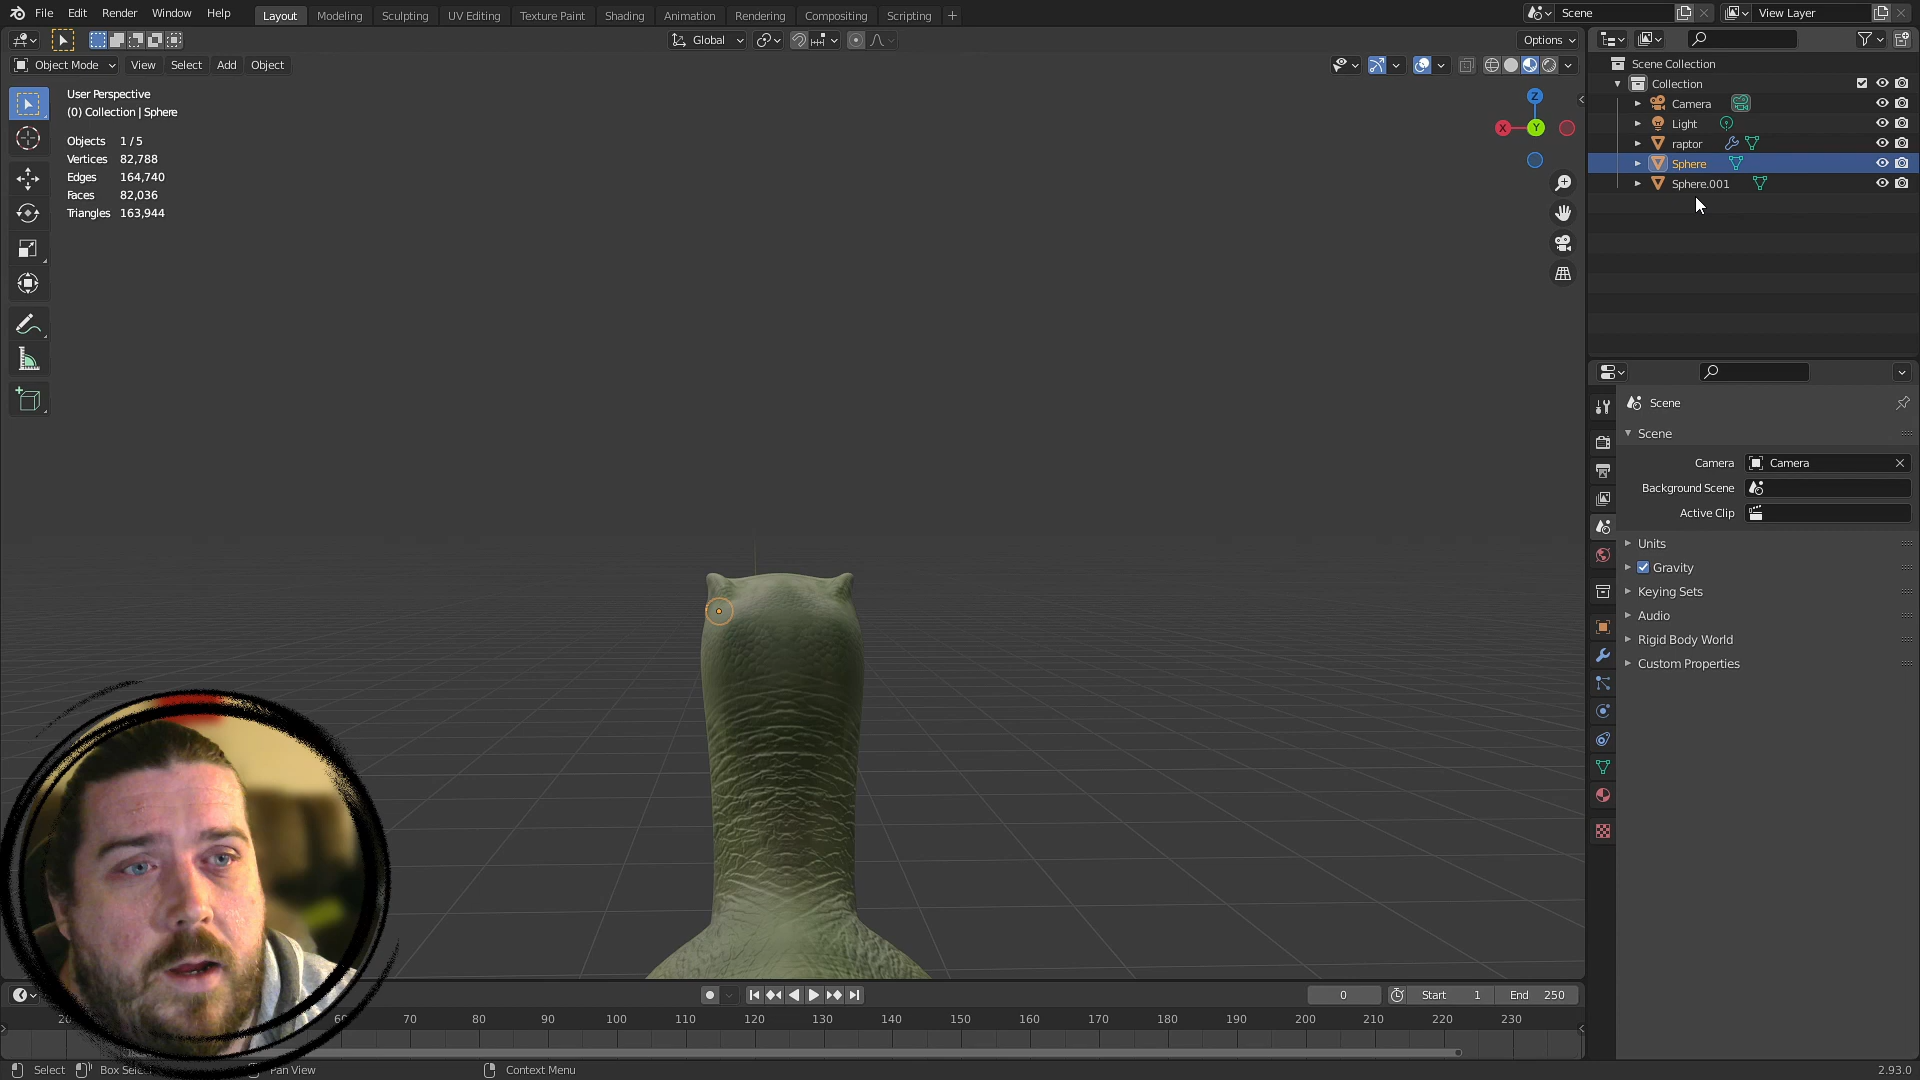 File Edit Render Window Help Layout Modeling Sculpting UV Editing Texture Paint Shading Animation Rendering Compositing Scripting + Scene View Layer
Global Options
Object Mode View Select Add Object
User Perspective
(0) Collection | Sphere
Objects 1 / 5
Vertices 82,788
Edges 164,740
Faces 82,036
Triangles 163,944
Z
X Y
Scene Collection
Collection
Camera
Light
raptor
Sphere
Sphere.001
Scene
Scene
Camera Camera
Background Scene
Active Clip
Units
Gravity
Keying Sets
Audio
Rigid Body World
Custom Properties
0 Start 1 End 250
20 60 70 80 90 100 110 120 130 140 150 160 170 180 190 200 210 220 230
Select Box Select Pan View Context Menu 2.93.0